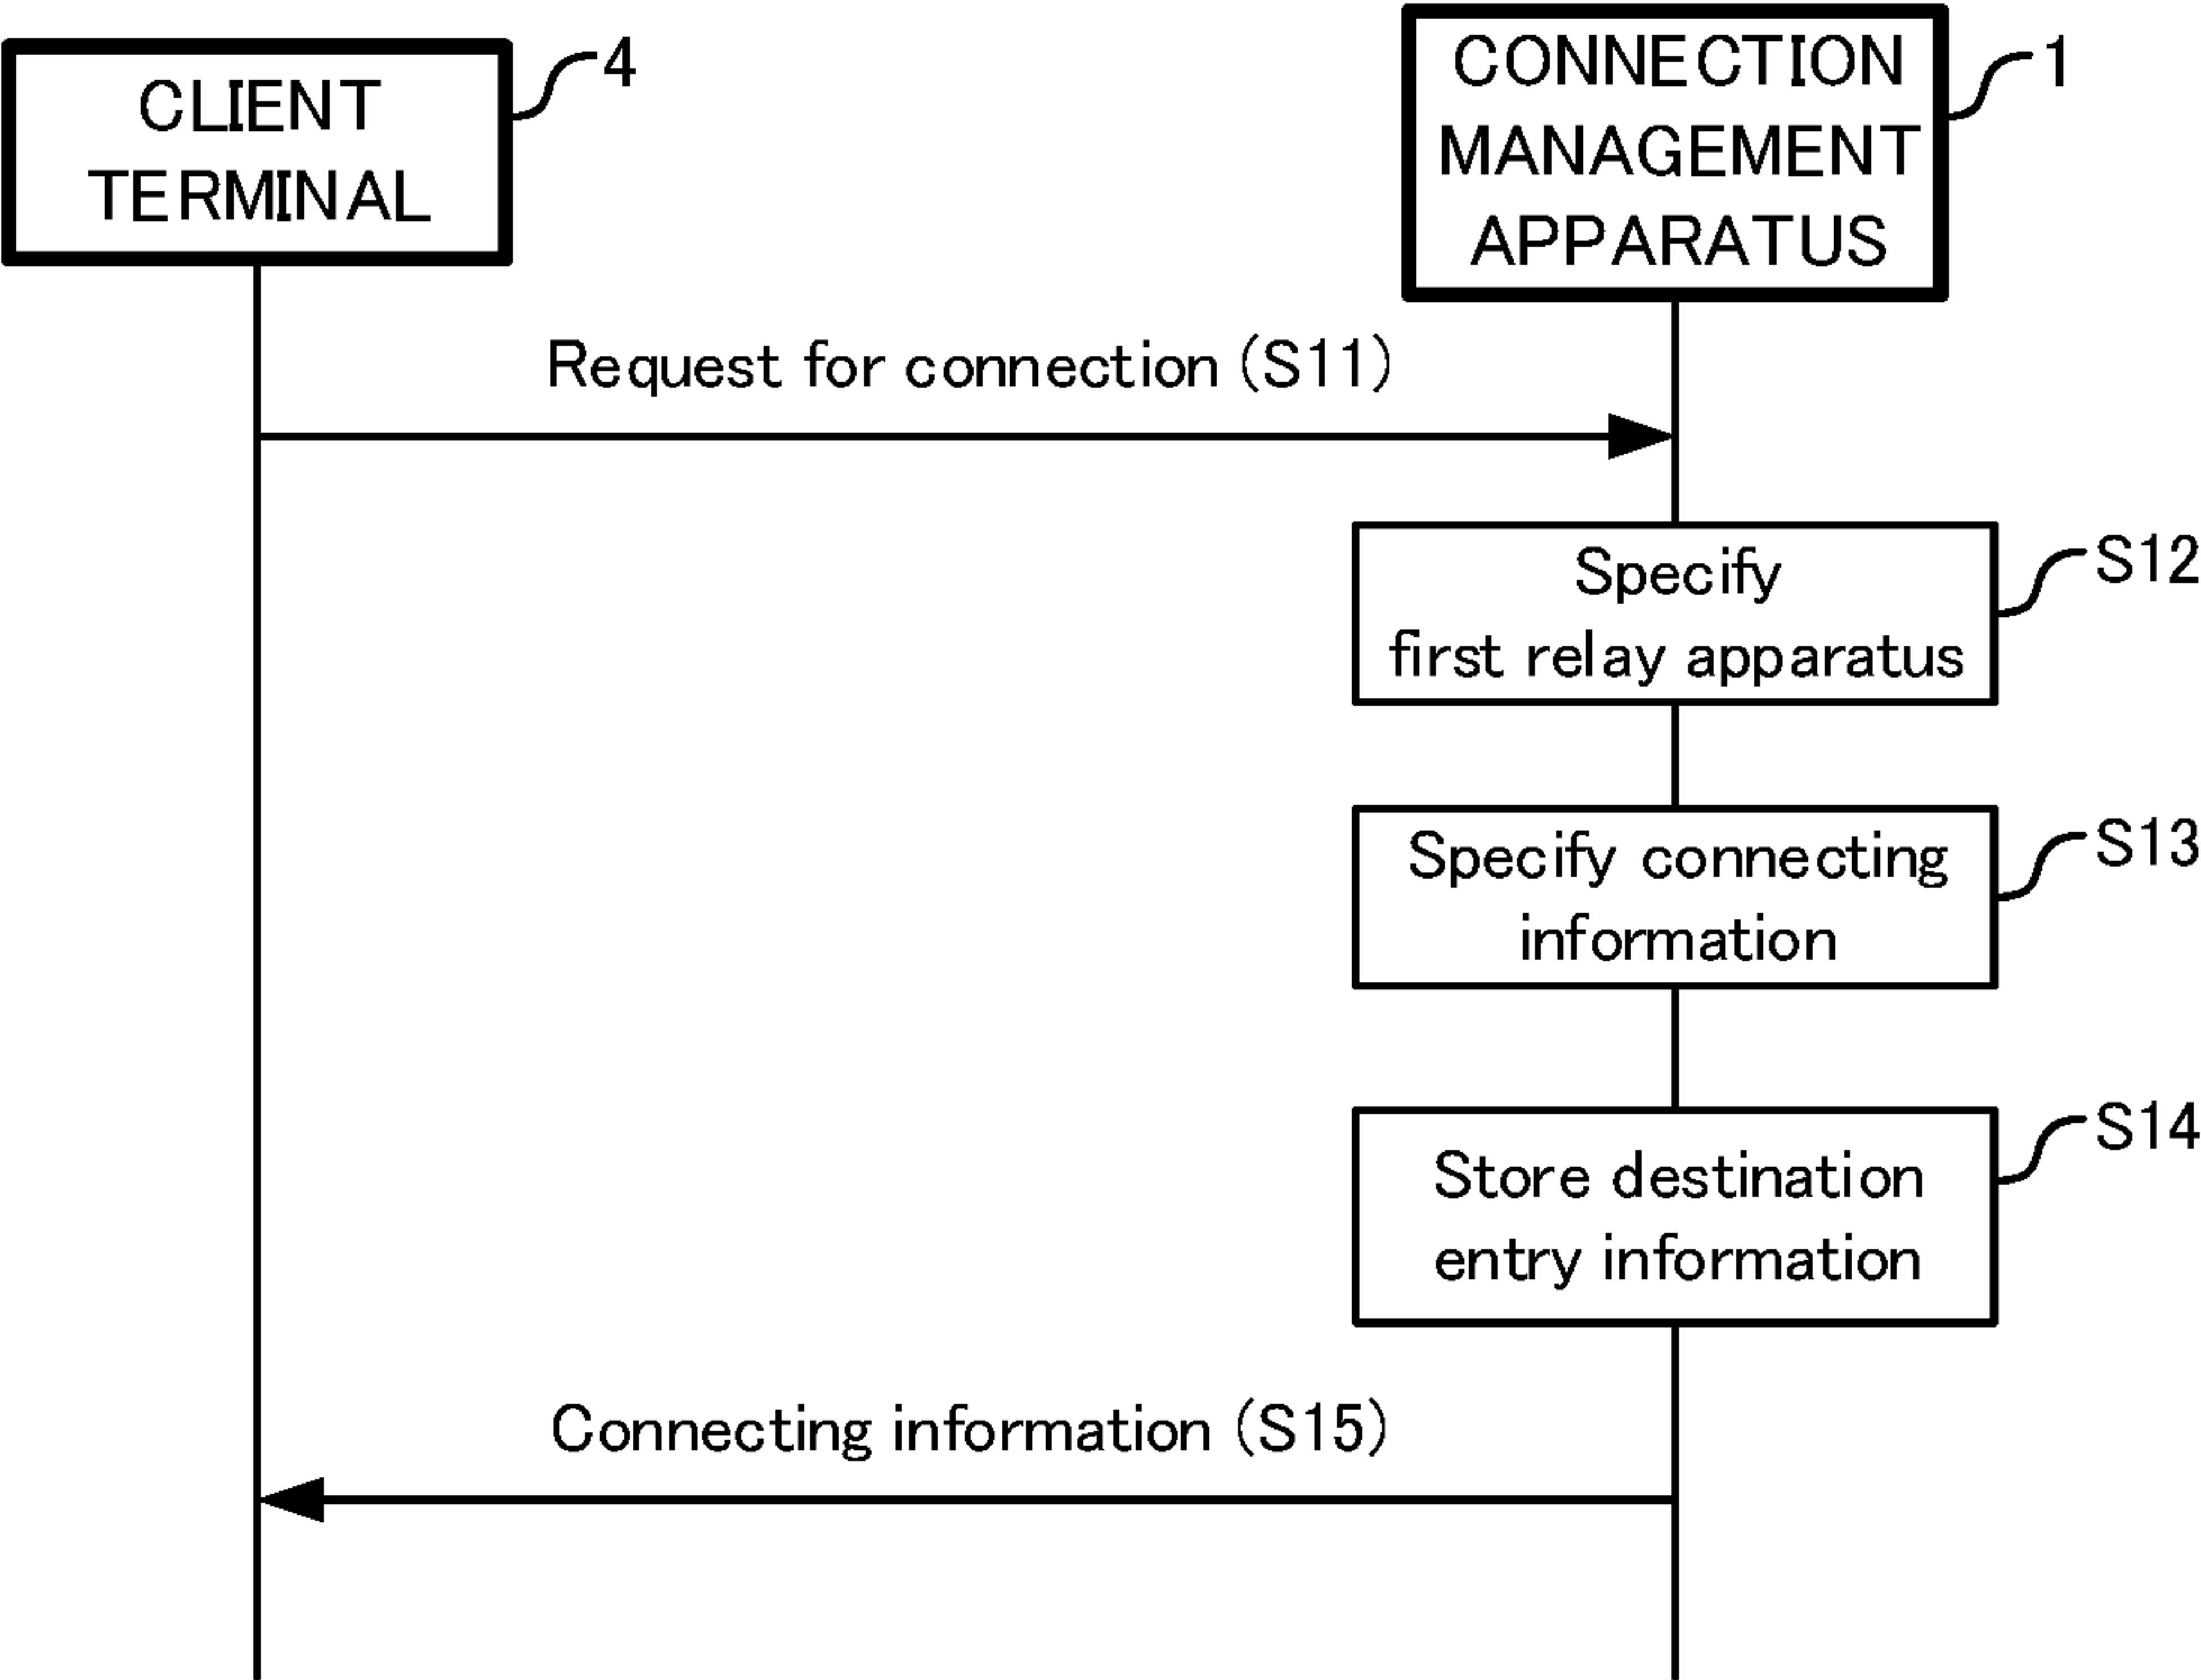 CLIENT
TERMINAL
4
CONNECTION
MANAGEMENT
APPARATUS
1
Request for connection (S11)
Specify
first relay apparatus
S12
Specify connecting
information
S13
Store destination
entry information
S14
Connecting information (S15)